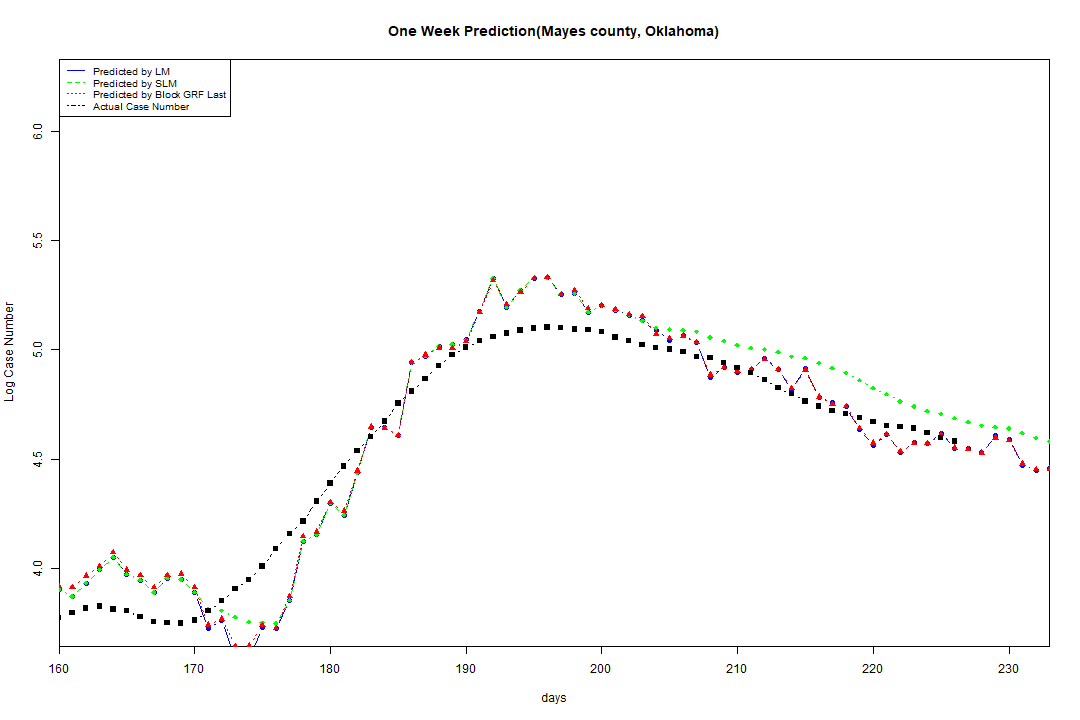 One Week Prediction(Mayes county, Oklahoma)
Predicted by LM
Predicted by SLM
Predicted by Block GRF Last
Actual Case Number
6.0
5.5
5.0
4.5
4.0
Log Case Number
160 170 180 190 200 210 220 230
days